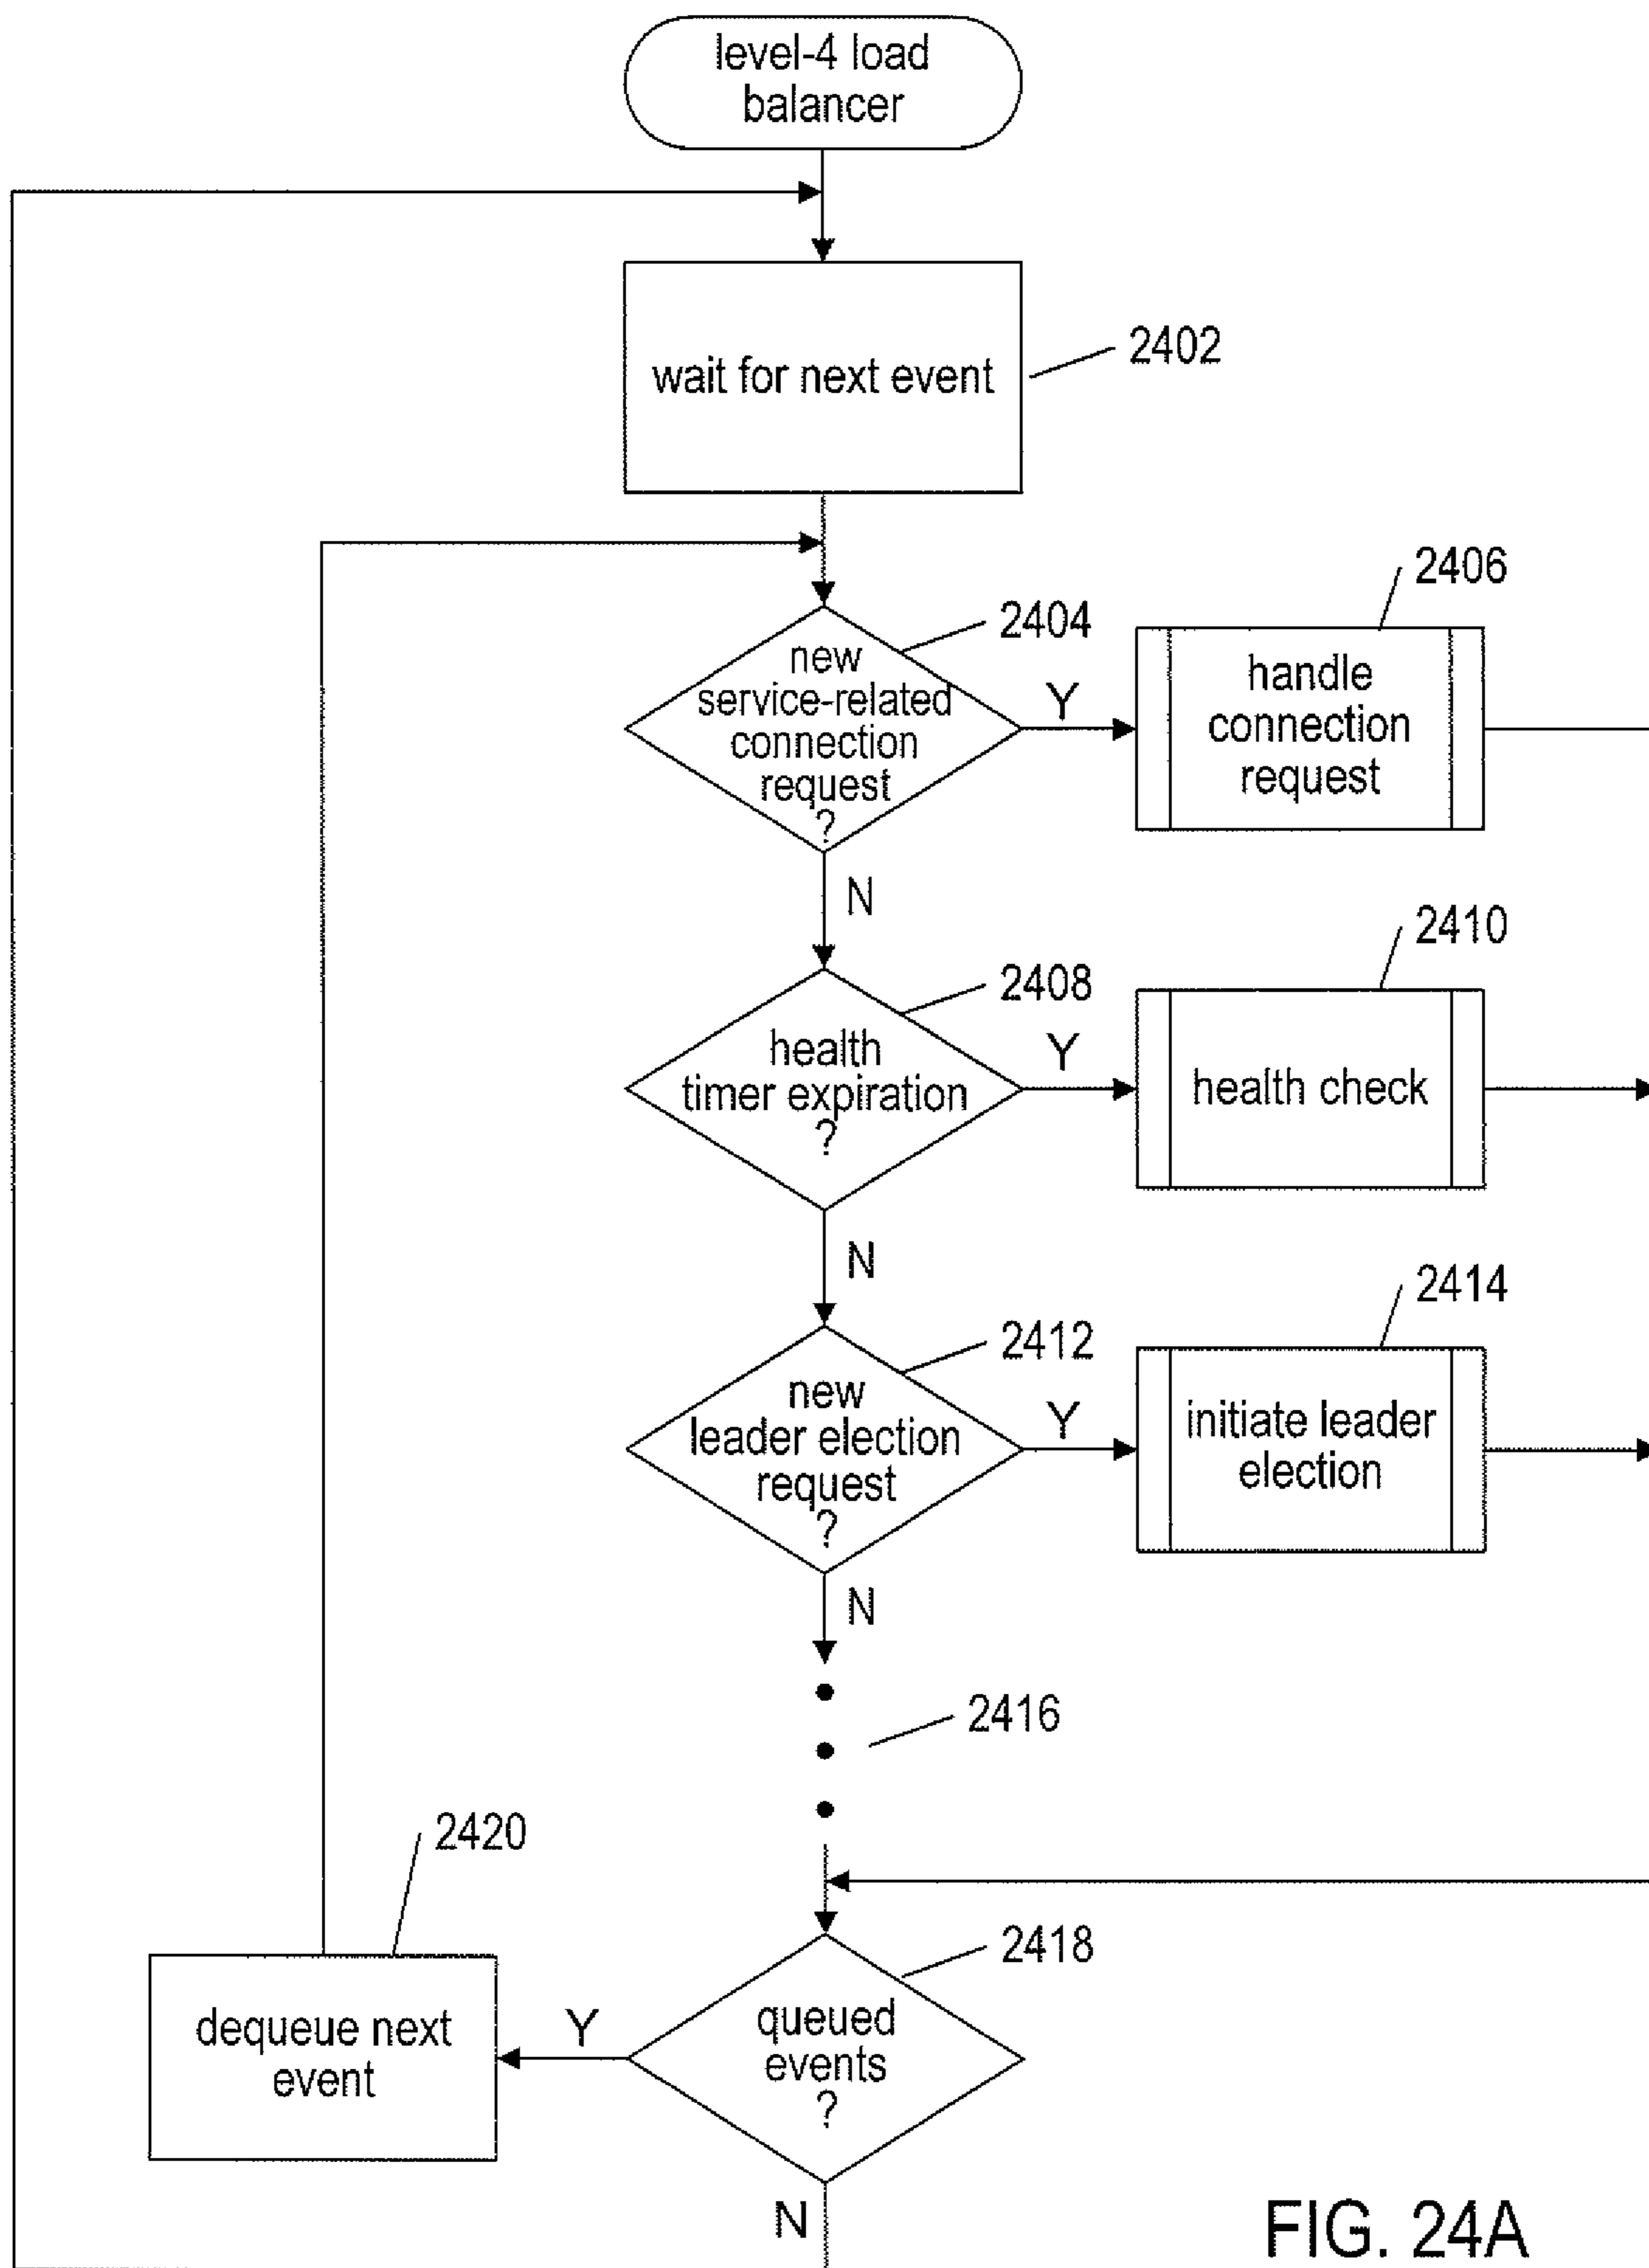 level-4 load
balancer
wait for next event
2402
2404
new
service-related
connection
request
?
Y
2406
handle
connection
request
N
2408
health
timer expiration
?
Y
2410
health check
N
2412
new
leader election
request
?
Y
2414
initiate leader
election
N
2416
2418
queued
events
?
Y
2420
dequeue next
event
N
FIG. 24A